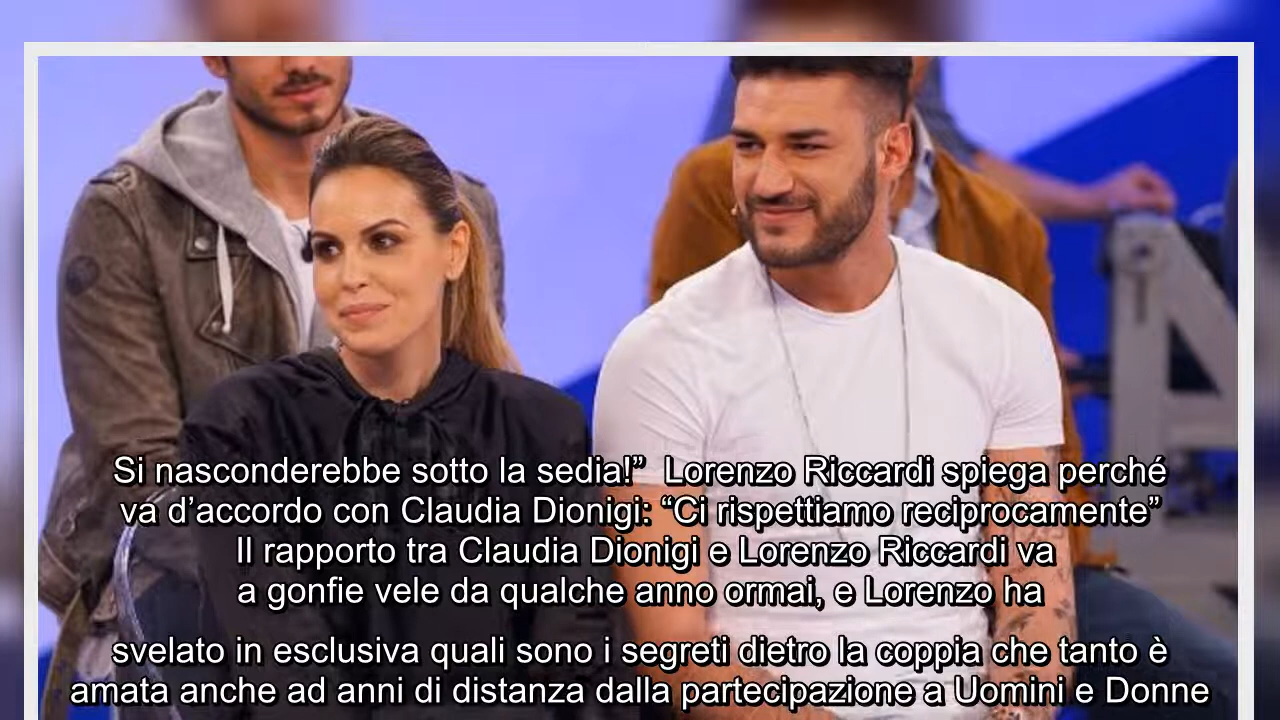 Si nasconderebbe sotto la sedia!” Lorenzo Riccardi spiega perché
va d’accordo con Claudia Dionigi: “Ci rispettiamo reciprocamente”
Il rapporto tra Claudia Dionigi e Lorenzo Riccardi va
a gonfie vele da qualche anno ormai, e Lorenzo ha
svelato in esclusiva quali sono i segreti dietro la coppia che tanto è
amata anche ad anni di distanza dalla partecipazione a Uomini e Donne